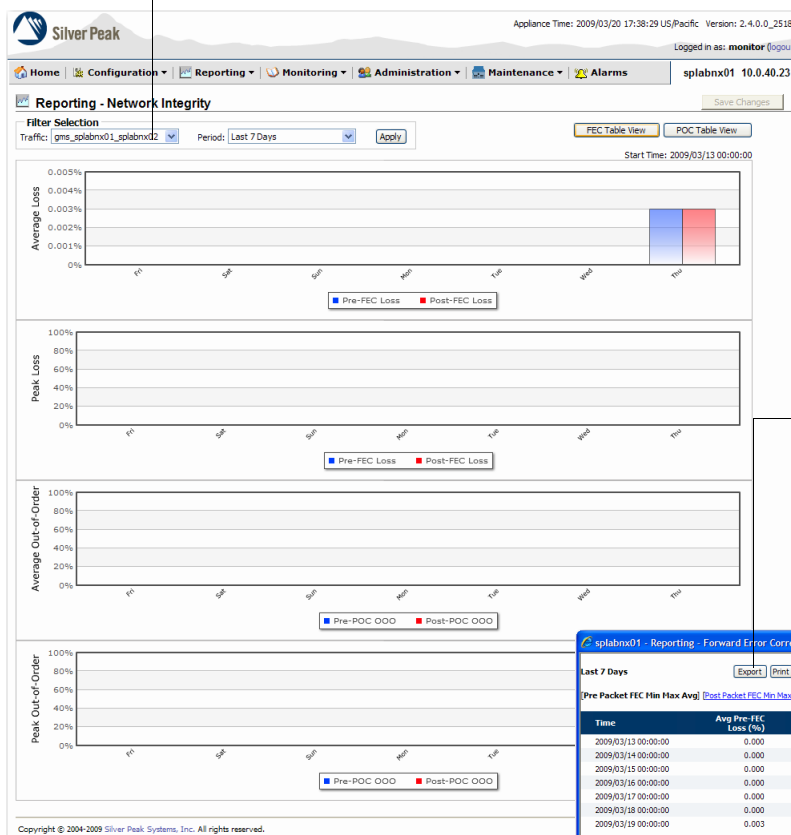 Silver Peak
Appliance Time: 2009/03/20 17:38:29 US/Pacific Version: 2.4.0.0_2518
Logged in as: monitor (logou
Home Configuration Reporting Monitoring Administration Maintenance Alarms splabnx01 10.0.40.23
Reporting - Network Integrity
Save Changes
Filter Selection
Traffic: gms_splabnx01_splabnx02 Period: Last 7 Days Apply
FEC Table View POC Table View
Start Time: 2009/03/13 00:00:00
Average Loss
0.005%
0.004%
0.003%
0.002%
0.001%
0%
Fri Sat Sun Mon Tue Wed Thu
Pre-FEC Loss Post-FEC Loss
Peak Loss
100%
80%
60%
40%
20%
0%
Fri Sat Sun Mon Tue Wed Thu
Pre-FEC Loss Post-FEC Loss
Average Out-of-Order
100%
80%
60%
40%
20%
0%
Fri Sat Sun Mon Tue Wed Thu
Pre-POC OOO Post-POC OOO
Peak Out-of-Order
100%
80%
60%
40%
20%
0%
Fri Sat Sun Mon Tue
Pre-POC OOO Post-POC OOO
splabnx01 - Reporting - Forward Error Corre
Last 7 Days
Export Print
[Pre Packet FEC Min Max Avg] [Post Packet FEC Min Max
Time Avg Pre-FEC
Loss (%)
2009/03/13 00:00:00 0.000
2009/03/14 00:00:00 0.000
2009/03/15 00:00:00 0.000
2009/03/16 00:00:00 0.000
2009/03/17 00:00:00 0.000
2009/03/18 00:00:00 0.000
2009/03/19 00:00:00 0.003
Copyright © 2004-2009 Silver Peak Systems, Inc. All rights reserved.